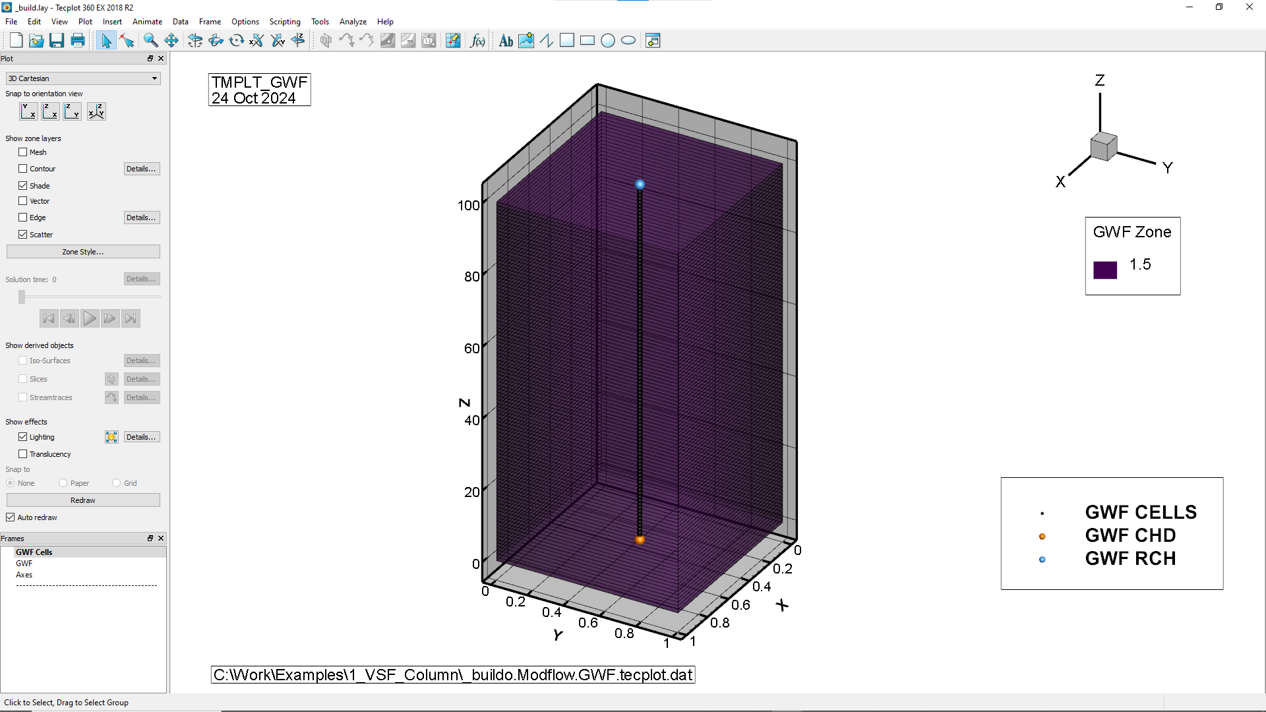 _build.lay - Tecplot 360 EX 2018 R2
File Edit View Plot Insert Animate Data Frame Options Scripting Tools Analyze Help
Plot
3D Cartesian
Snap to orientation view
Show zone layers
Mesh
Contour Details...
Shade
Vector
Edge Details...
Scatter
Zone Style...
Solution time: 0 Details...
Show derived objects
Iso-Surfaces Details...
Slices Details...
Streamtraces Details...
Show effects
Lighting Details...
Translucency
Snap to
None Paper Grid
Redraw
Auto redraw
Frames
GWF Cells
GWF
Axes
TMPLT_GWF
24 Oct 2024
Z
X
Y
GWF Zone
1.5
100
80
60
Z
40
20
0
0 0.2 0.4 0.6 0.8 1
Y
0
0.2
0.4
0.6
0.8
1
X
GWF CELLS
GWF CHD
GWF RCH
C:\Work\Examples\1_VSF_Column\_buildo.Modflow.GWF.tecplot.dat
Click to Select, Drag to Select Group